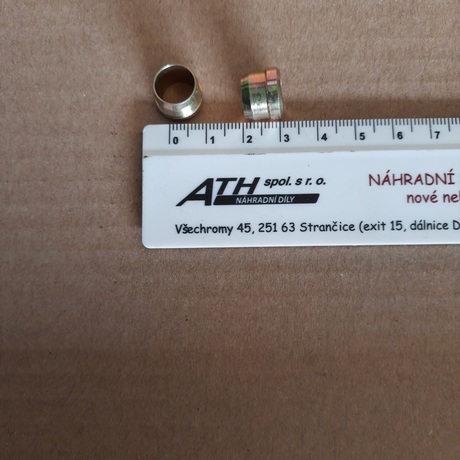 0 1 2 3 4 5 6 7
ATH spol. s r. o.
NÁHRADNÍ DÍLY
NÁHRADNÍ
nové
Všechromy 45, 251 63 Strančice (exit 15, dálnice D